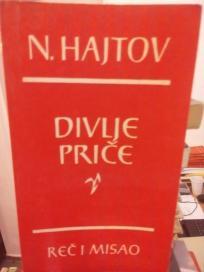 N. HAJTOV
DIVLJE
PRIČE
REČ I MISAO